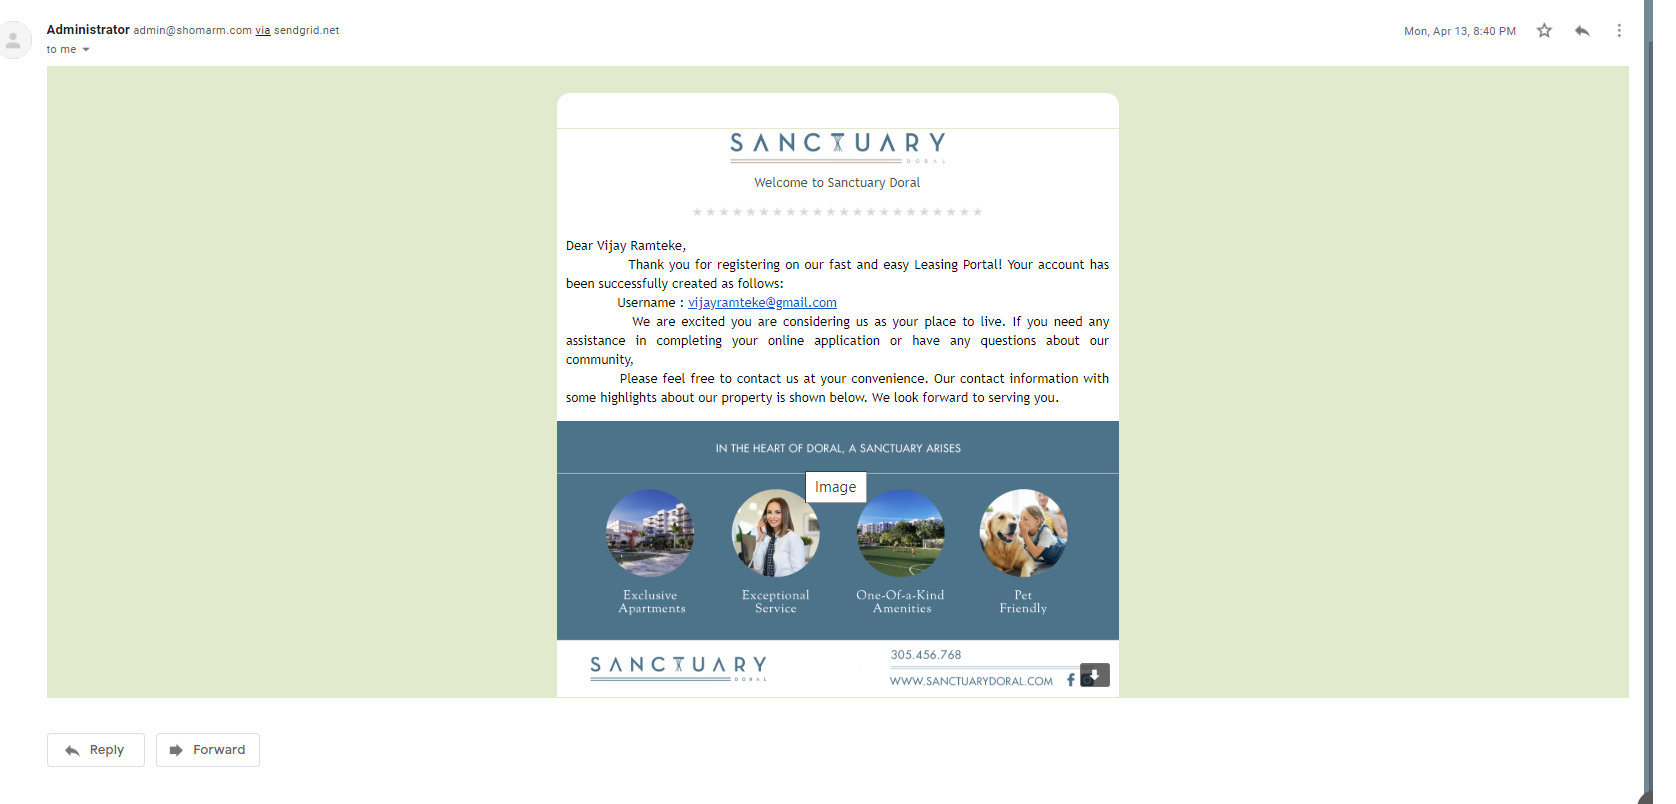 Administrator admin@shomarm.com via sendgrid.net
Mon, Apr 13, 8:40 PM
to me
SANCTUARY
DORAL
Welcome to Sanctuary Doral
Dear Vijay Ramteke,
Thank you for registering on our fast and easy Leasing Portal! Your account has
been successfully created as follows:
Username : vijayramteke@gmail.com
We are excited you are considering us as your place to live. If you need any
assistance in completing your online application or have any questions about our
community,
Please feel free to contact us at your convenience. Our contact information with
some highlights about our property is shown below. We look forward to serving you.
IN THE HEART OF DORAL, A SANCTUARY ARISES
Image
Exclusive
Apartments
Exceptional
Service
One-Of-a-Kind
Amenities
Pet
Friendly
SANCTUARY
DORAL
305.456.768
WWW.SANCTUARYDORAL.COM
Reply
Forward